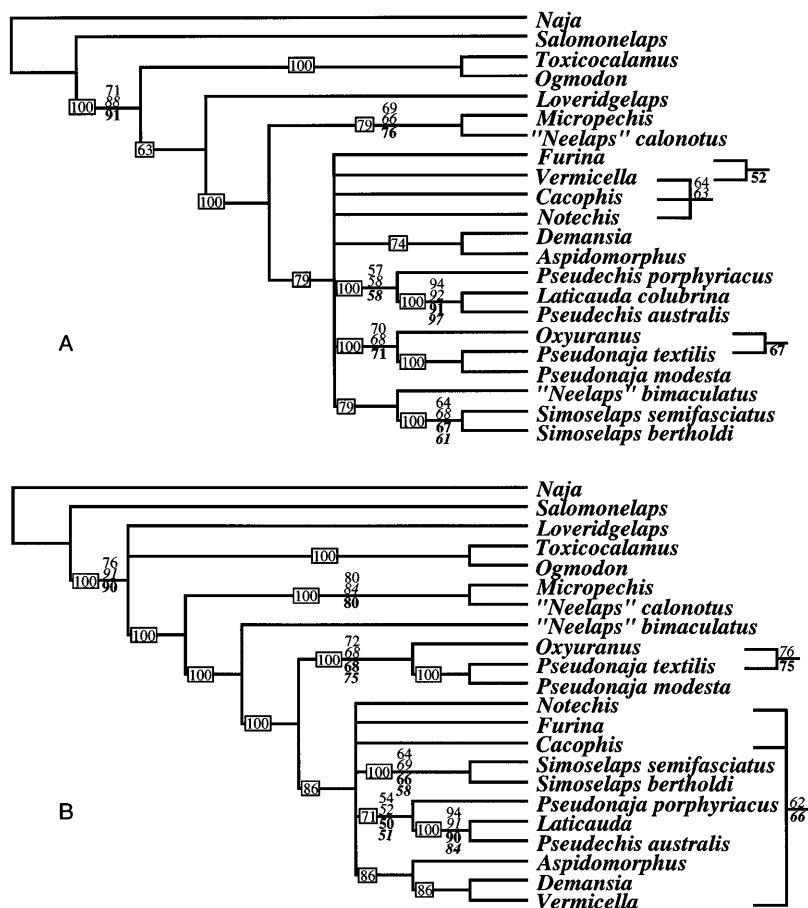 Naja
Salomonelaps
Toxicocalamus
100
Ogmodon
71
88
100
91
Loveridgelaps
69
Micropechis
79
66
76
"Neelaps" calonotus
63
Furina
52
Vermicella
64
63
Cacophis
100
Notechis
Demansia
74
Aspidomorphus
57
Pseudechis porphyriacus
79
100
58
58
94
Laticauda colubrina
100
92
91
97
Pseudechis australis
A
70
Oxyuranus
100
68
71
67
Pseudonaja textilis
100
Pseudonaja modesta
"Neelaps" bimaculatus
79
64
Simoselaps semifasciatus
100
68
67
61
Simoselaps bertholdi
Naja
Salomonelaps
Loveridgelaps
76
Toxicocalamus
100
100
91
90
Ogmodon
80
Micropechis
100
84
80
"Neelaps" calonotus
100
"Neelaps" bimaculatus
72
Oxyuranus
76
75
100
68
68
75
100
Pseudonaja textilis
100
Pseudonaja modesta
Notechis
100
Furina
Cacophis
64
Simoselaps semifasciatus
100
69
66
58
86
Simoselaps bertholdi
54
Pseudonaja porphyriacus
62
66
B
71
52
50
51
94
Laticauda
100
91
90
84
Pseudechis australis
Aspidomorphus
86
Demansia
86
Vermicella